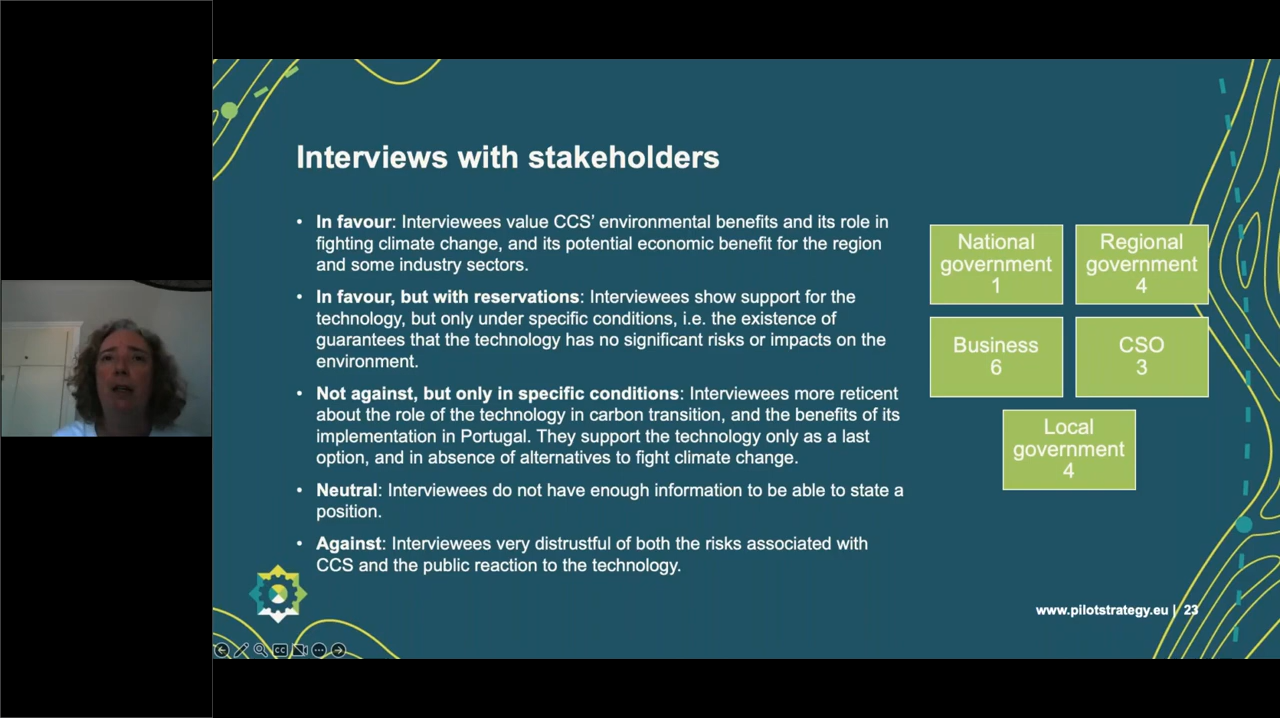 Interviews with stakeholders
• In favour: Interviewees value CCS' environmental benefits and its role in
fighting climate change, and its potential economic benefit for the region
and some industry sectors.
• In favour, but with reservations: Interviewees show support for the
technology, but only under specific conditions, i.e. the existence of
guarantees that the technology has no significant risks or impacts on the
environment.
• Not against, but only in specific conditions: Interviewees more reticent
about the role of the technology in carbon transition, and the benefits of its
implementation in Portugal. They support the technology only as a last
option, and in absence of alternatives to fight climate change.
• Neutral: Interviewees do not have enough information to be able to state a
position.
• Against: Interviewees very distrustful of both the risks associated with
CCS and the public reaction to the technology.
National
government
1
Regional
government
4
Business
6
CSO
3
Local
government
4
www.pilotstrategy.eu | 23
CC